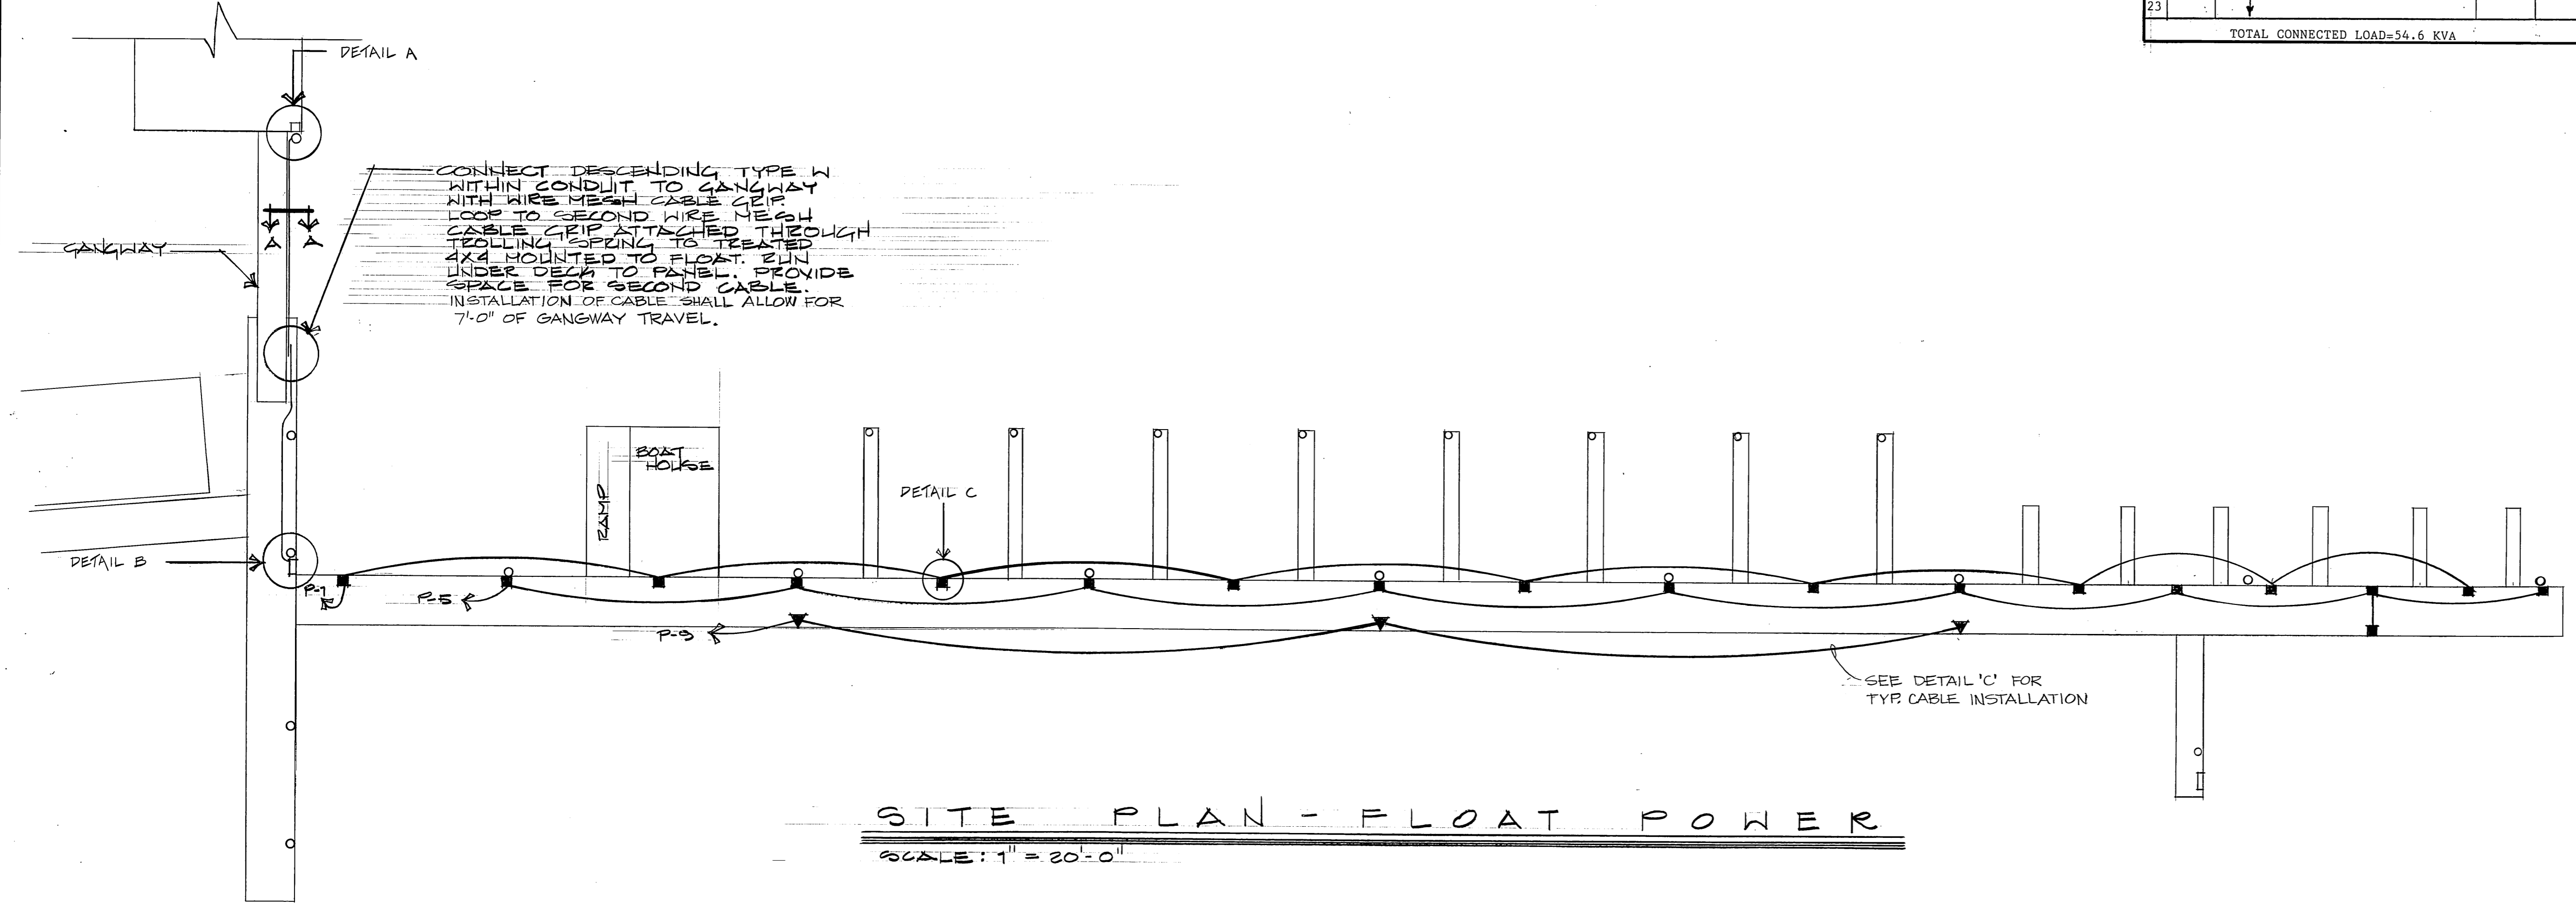 23
TOTAL CONNECTED LOAD=54.6 KVA
DETAIL A
CONNECT DESCENDING TYPE W
WITHIN CONDUIT TO GANGWAY
WITH WIRE MESH CABLE GRIP
LOOP TO SECOND WIRE MESH
CABLE GRIP ATTACHED THROUGH
TROLLING SPRING TO TREATED
4X4 MOUNTED TO FLOAT. RUN
UNDER DECK TO PANEL. PROVIDE
SPACE FOR SECOND CABLE.
INSTALLATION OF CABLE SHALL ALLOW FOR
7'-0" OF GANGWAY TRAVEL.
A A
GANGWAY
BOAT
HOUSE
RAMP
DETAIL C
DETAIL B
P-1
P-5
P-9
SEE DETAIL 'C' FOR
TYP. CABLE INSTALLATION
SITE PLAN - FLOAT POWER
SCALE: 1" = 20'-0"